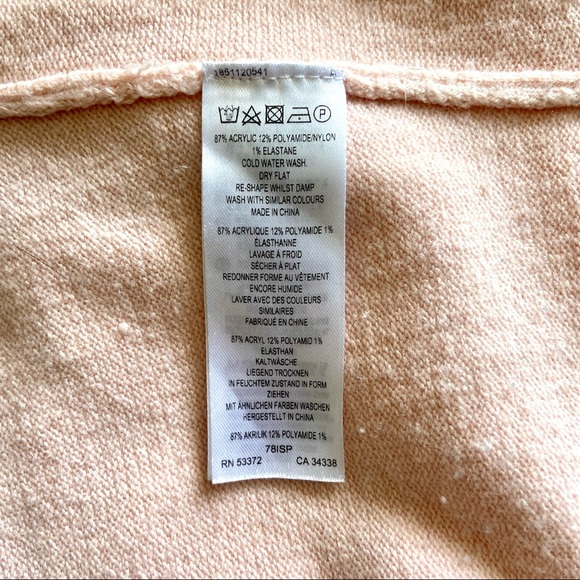 1851120541
P
87% ACRYLIC 12% POLYAMIDE/NYLON
1% ELASTANE
COLD WATER WASH.
DRY FLAT
RE-SHAPE WHILST DAMP
WASH WITH SIMILAR COLOURS
MADE IN CHINA
87% ACRYLIQUE 12% POLYAMIDE 1%
ÉLASTHANNE
LAVAGE À FROID
SÉCHER À PLAT
REDONNER FORME AU VÊTEMENT
ENCORE HUMIDE
LAVER AVEC DES COULEURS
SIMILAIRES
FABRIQUÉ EN CHINE
87% ACRYL 12% POLYAMID 1%
ELASTHAN
KALTWÄSCHE
LIEGEND TROCKNEN
IN FEUCHTEM ZUSTAND IN FORM
ZIEHEN
MIT ÄHNLICHEN FARBEN WASCHEN
HERGESTELLT IN CHINA
87% AKRILIK 12% POLYAMIDE 1%
78ISP
RN 53372 CA 34338